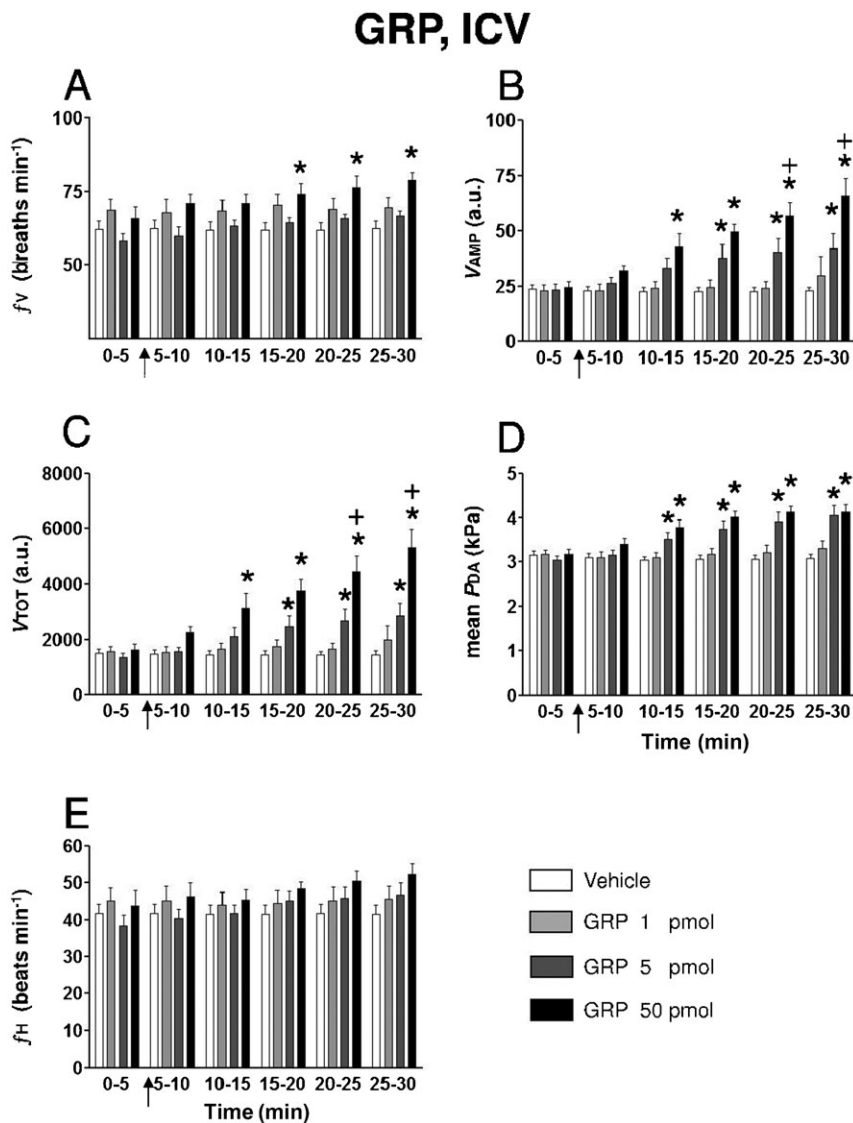 GRP, ICV
A
100
75
50
fV (breaths min-1)
0-5 5-10 10-15 15-20 20-25 25-30
* * *
B
100
75
50
25
0
VAMP (a.u.)
0-5 5-10 10-15 15-20 20-25 25-30
* * * * + * * + *
C
8000
6000
4000
2000
0
VTOT (a.u.)
0-5 5-10 10-15 15-20 20-25 25-30
* * * * + * * + *
D
5
4
3
2
1
0
mean PDA (kPa)
0-5 5-10 10-15 15-20 20-25 25-30
* * * * * * * *
Time (min)
E
60
50
40
30
20
10
0
fH (beats min-1)
0-5 5-10 10-15 15-20 20-25 25-30
Time (min)
Vehicle
GRP 1 pmol
GRP 5 pmol
GRP 50 pmol